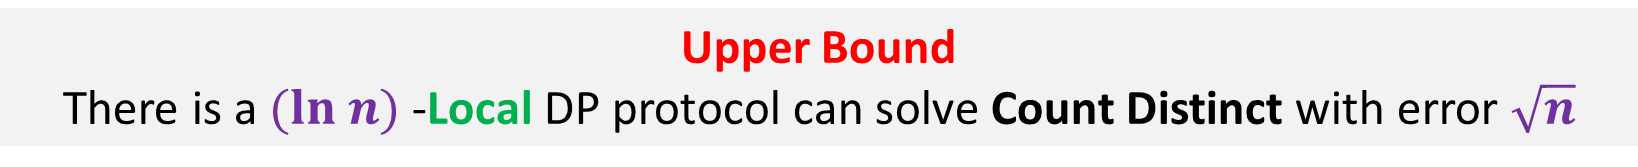 Upper Bound
There is a (ln n) -Local DP protocol can solve Count Distinct with error √n